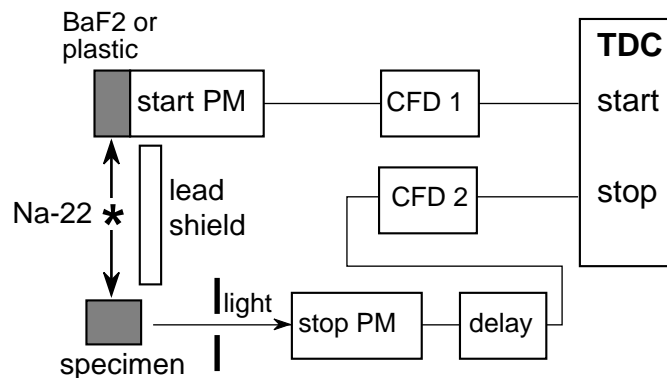 BaF2 or
plastic
start PM
CFD 1
TDC
start
stop
CFD 2
Na-22 *
lead
shield
light
stop PM
delay
specimen